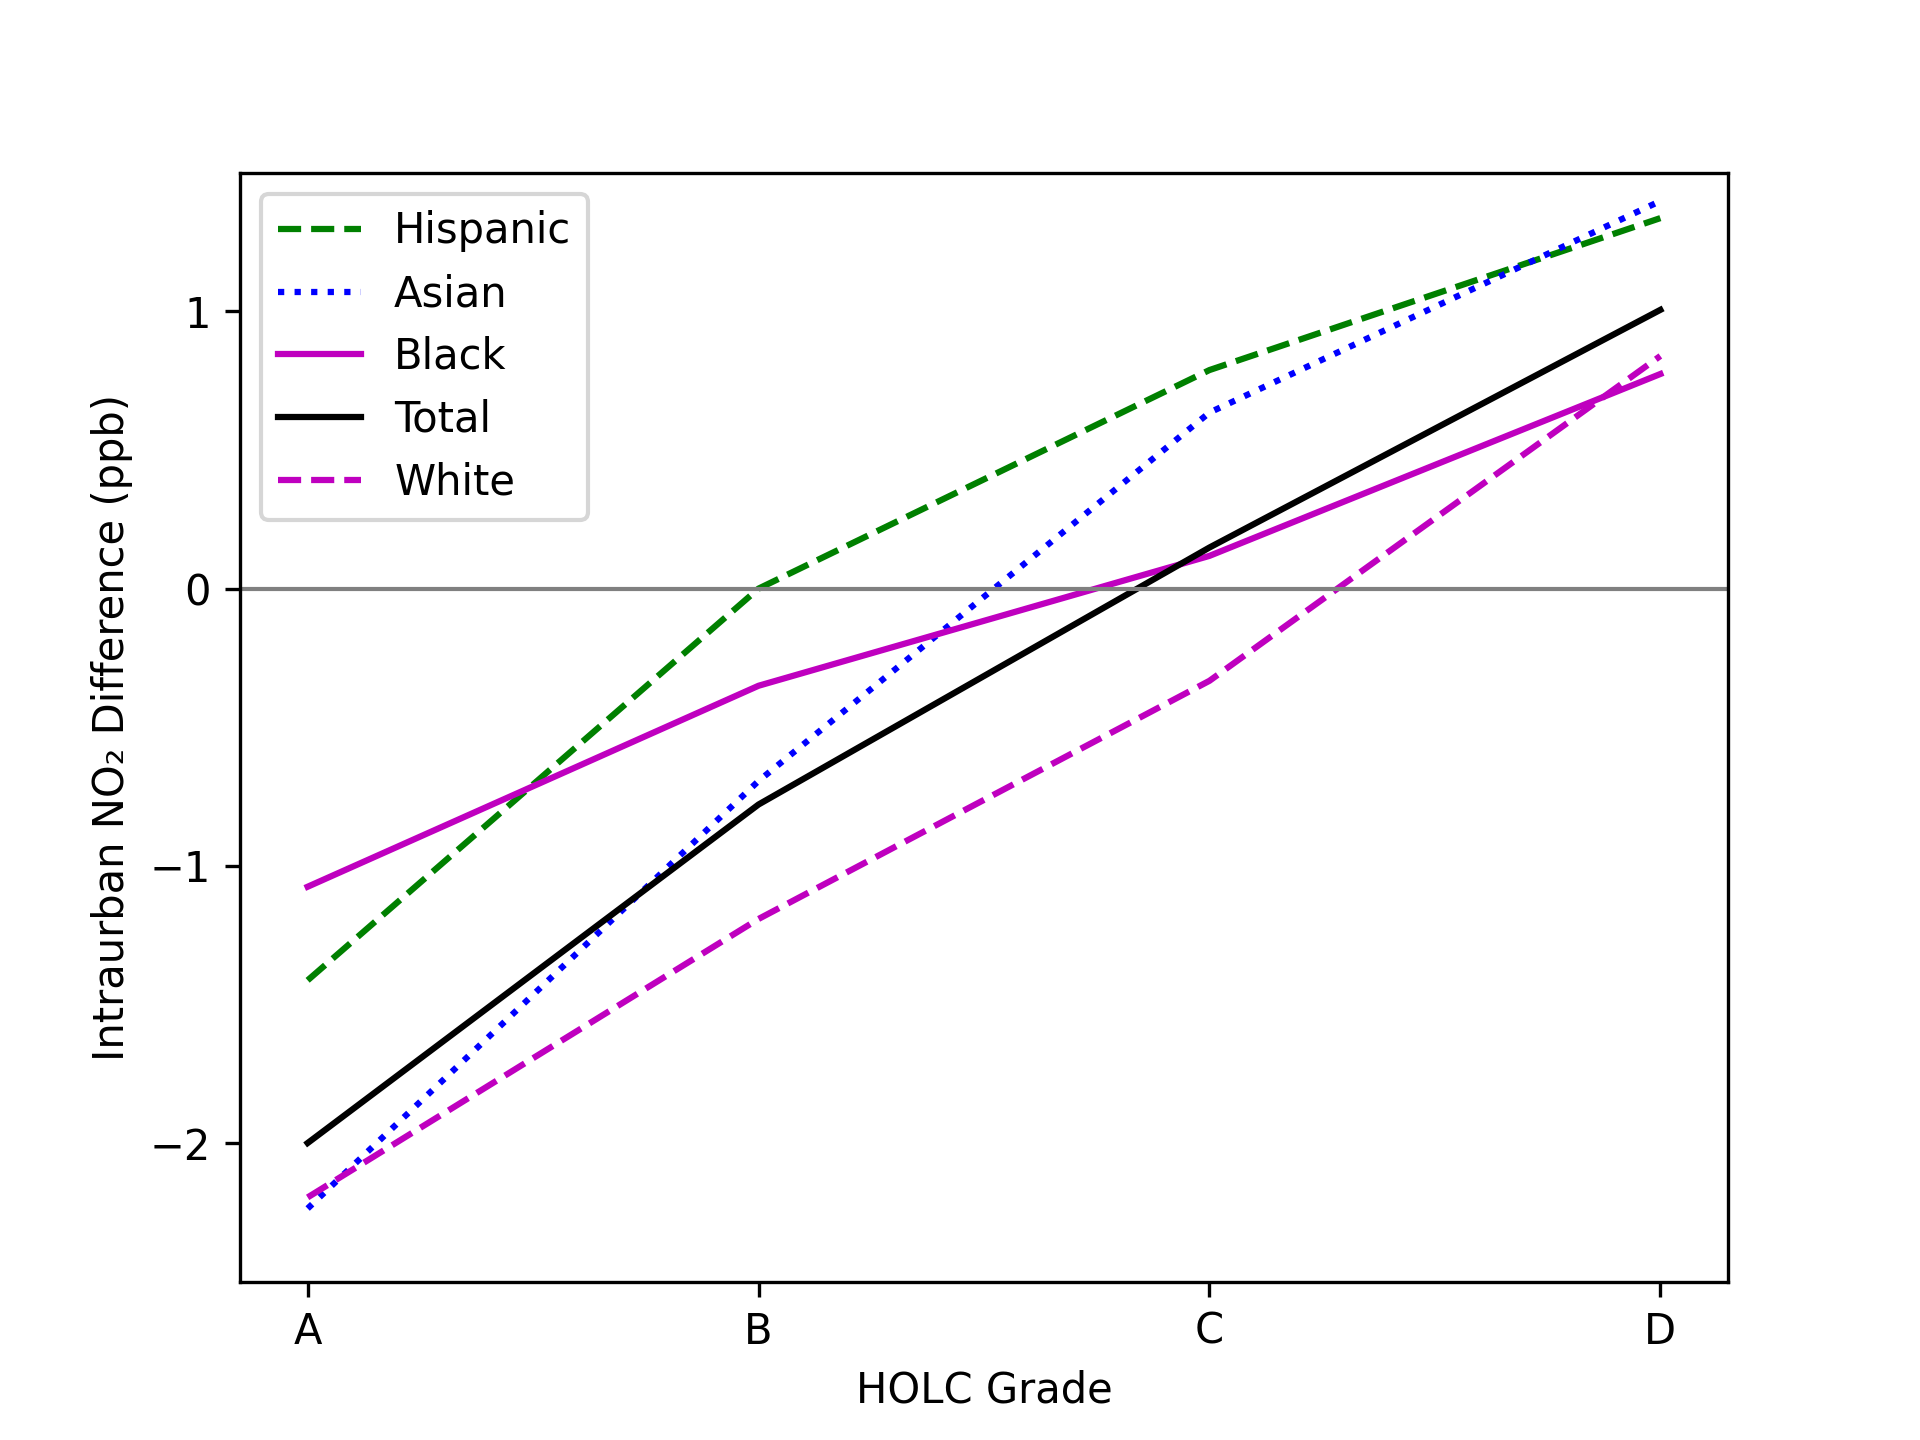 Hispanic
Asian
Black
Total
White
1
0
−1
−2
Intraurban NO₂ Difference (ppb)
A B C D
HOLC Grade